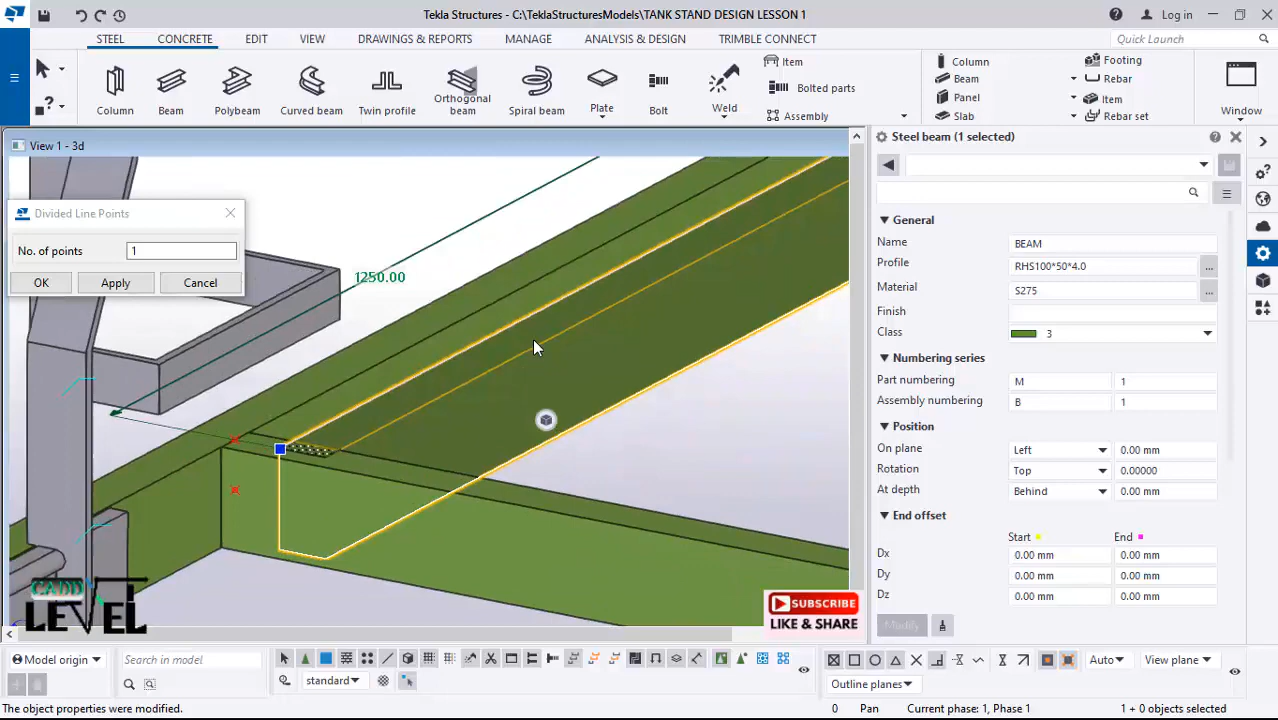 Tekla Structures - C:\TeklaStructuresModels\TANK STAND DESIGN LESSON 1
Log in
STEEL CONCRETE EDIT VIEW DRAWINGS & REPORTS MANAGE ANALYSIS & DESIGN TRIMBLE CONNECT
Quick Launch
Column
Beam
Polybeam
Curved beam
Twin profile
Orthogonal beam
Spiral beam
Plate
Bolt
Weld
Item
Bolted parts
Assembly
Column
Beam
Panel
Slab
Footing
Rebar
Item
Rebar set
Window
View 1 - 3d
Divided Line Points
No. of points 1
OK Apply Cancel
1250.00
CADD
LEVEL
SUBSCRIBE
LIKE & SHARE
Steel beam (1 selected)
General
Name BEAM
Profile RHS100*50*4.0 ...
Material S275 ...
Finish
Class 3
Numbering series
Part numbering M 1
Assembly numbering B 1
Position
On plane Left 0.00 mm
Rotation Top 0.00000
At depth Behind 0.00 mm
End offset
Start End
Dx 0.00 mm 0.00 mm
Dy 0.00 mm 0.00 mm
Dz 0.00 mm 0.00 mm
Modify
Model origin
Search in model
standard
Auto
View plane
Outline planes
The object properties were modified.
0 Pan Current phase: 1, Phase 1 1 + 0 objects selected